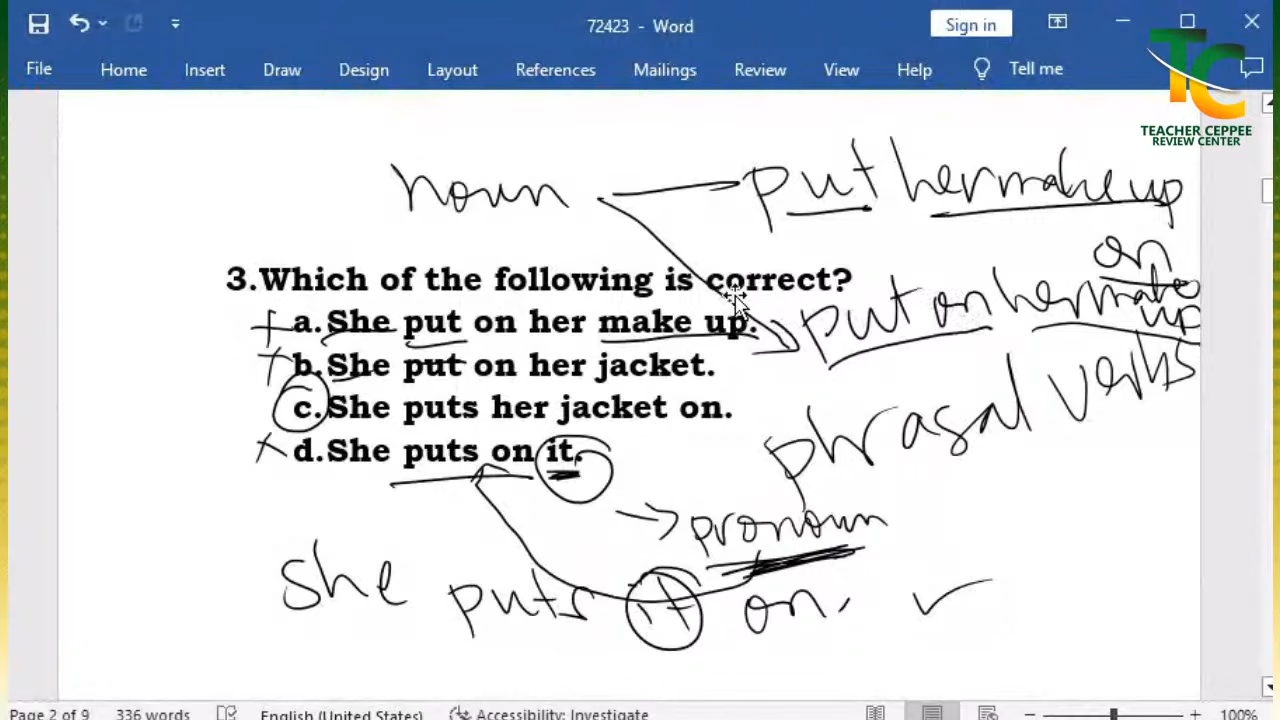 72423 - Word
Sign in
File Home Insert Draw Design Layout References Mailings Review View Help Tell me
TC
TEACHER CEPPEE
REVIEW CENTER
noun put her make up
on
3.Which of the following is correct?
put on her make up
+ a.She put on her make up.
+ b.She put on her jacket.
c.She puts her jacket on.
phrasal verbs
x d.She puts on it.
pronoun
she puts it on.
Page 2 of 9 336 words English (United States) Accessibility: Investigate 100%